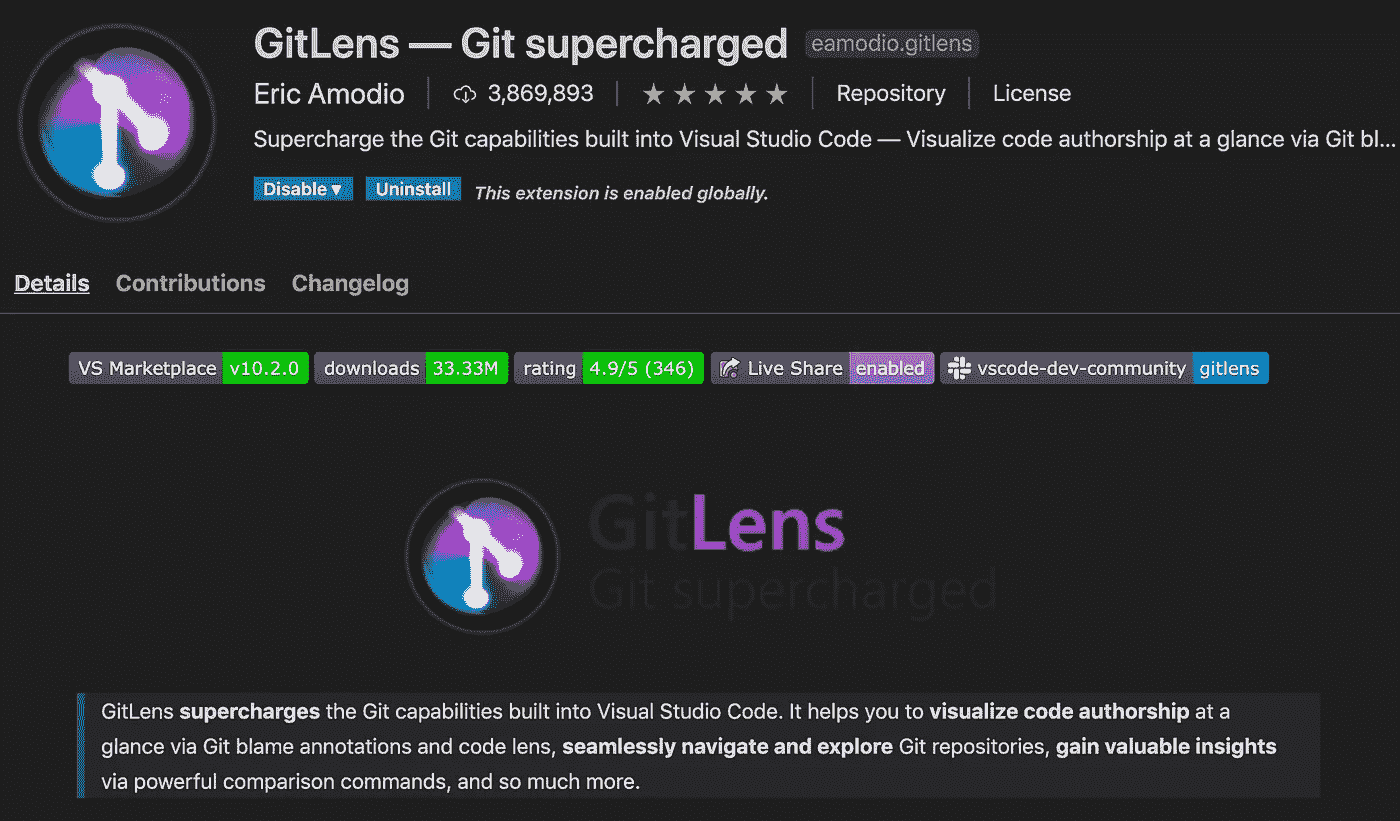 GitLens — Git supercharged eamodio.gitlens
Eric Amodio 3,869,893 Repository License
Supercharge the Git capabilities built into Visual Studio Code — Visualize code authorship at a glance via Git bl...
Disable ▾ Uninstall This extension is enabled globally.
Details Contributions Changelog
VS Marketplace v10.2.0 downloads 33.33M rating 4.9/5 (346) Live Share enabled vscode-dev-community gitlens
GitLens
Git supercharged
GitLens supercharges the Git capabilities built into Visual Studio Code. It helps you to visualize code authorship at a
glance via Git blame annotations and code lens, seamlessly navigate and explore Git repositories, gain valuable insights
via powerful comparison commands, and so much more.